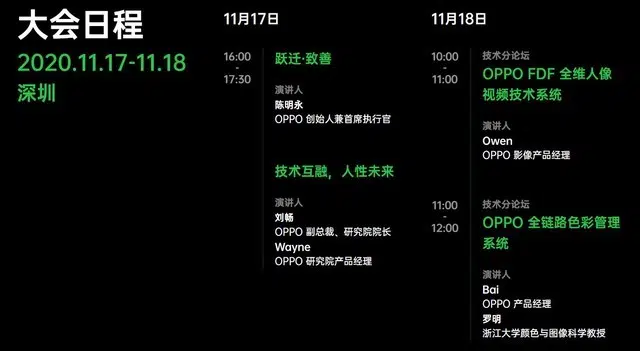 大会日程
2020.11.17-11.18
深圳
11月17日
16:00
-
17:30
跃迁·致善
演讲人
陈明永
OPPO 创始人兼首席执行官
技术互融，人性未来
演讲人
刘畅
OPPO 副总裁、研究院院长
Wayne
OPPO 研究院产品经理
11月18日
10:00
-
11:00
技术分论坛
OPPO FDF 全维人像
视频技术系统
演讲人
Owen
OPPO 影像产品经理
11:00
-
12:00
技术分论坛
OPPO 全链路色彩管理
系统
演讲人
Bai
OPPO 产品经理
罗明
浙江大学颜色与图像科学教授